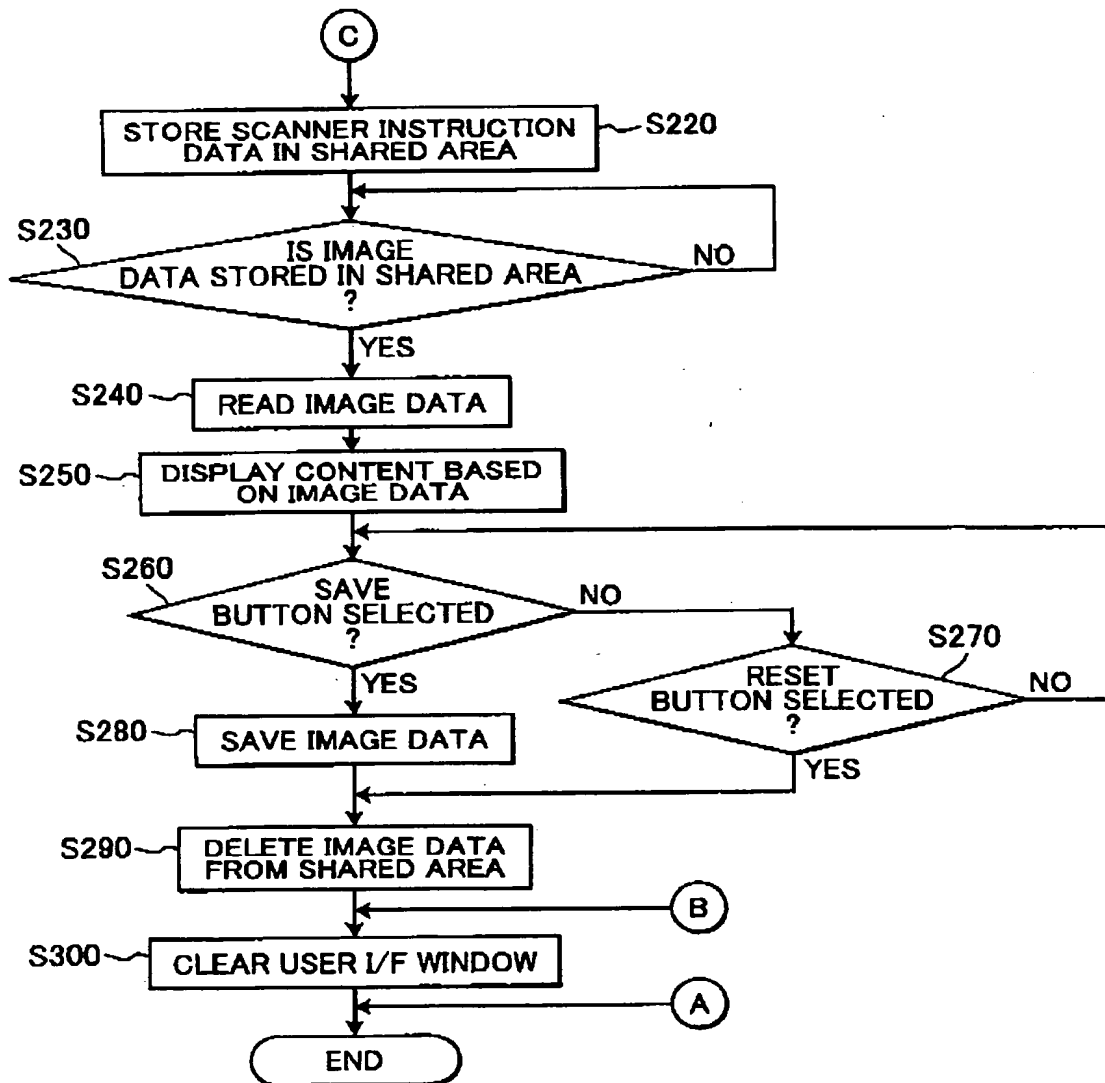 C
STORE SCANNER INSTRUCTION
DATA IN SHARED AREA
S220
S230
IS IMAGE
DATA STORED IN SHARED AREA
?
NO
YES
S240
READ IMAGE DATA
S250
DISPLAY CONTENT BASED
ON IMAGE DATA
S260
SAVE
BUTTON SELECTED
?
NO
YES
S270
RESET
BUTTON SELECTED
?
NO
YES
S280
SAVE IMAGE DATA
S290
DELETE IMAGE DATA
FROM SHARED AREA
B
S300
CLEAR USER I/F WINDOW
A
END